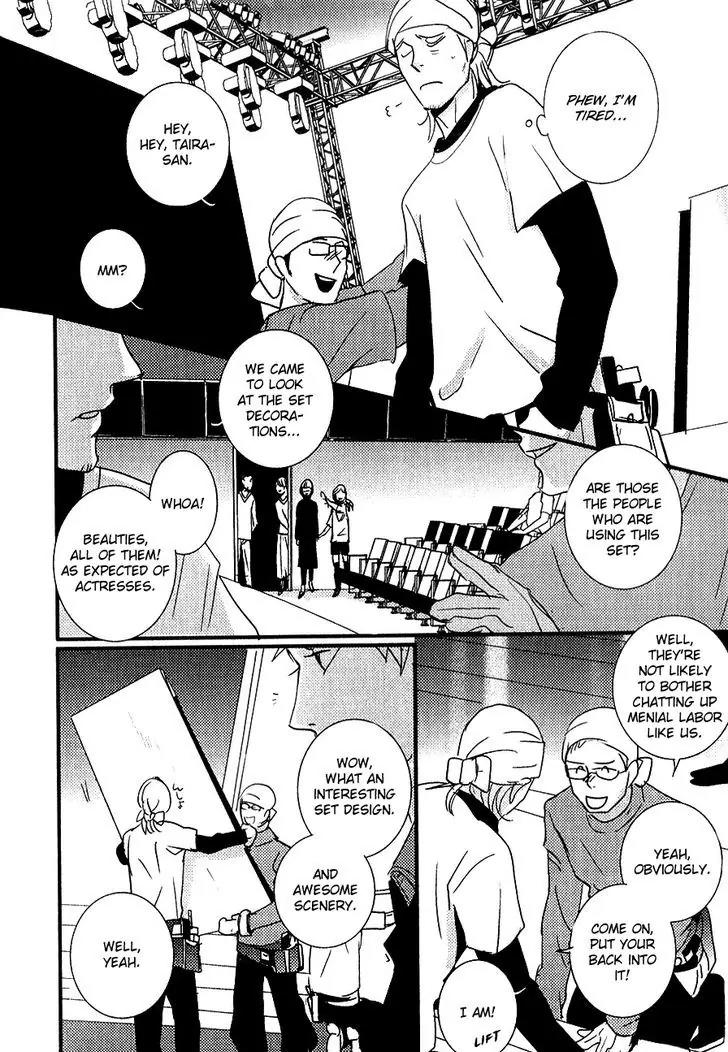 PHEW, I'M
TIRED...
HEY,
HEY, TAIRA-
SAN.
MM?
WE CAME
TO LOOK
AT THE SET
DECORA-
TIONS...
ARE THOSE
THE PEOPLE
WHO ARE
USING THIS
SET?
WHOA!
BEAUTIES,
ALL OF THEM!
AS EXPECTED OF
ACTRESSES.
WELL,
THEY'RE
NOT LIKELY
TO BOTHER
CHATTING UP
MENIAL LABOR
LIKE US.
YEAH,
OBVIOUSLY.
COME ON,
PUT YOUR
BACK INTO
IT!
I AM!
LIFT
WOW,
WHAT AN
INTERESTING
SET DESIGN.
AND
AWESOME
SCENERY.
WELL,
YEAH.